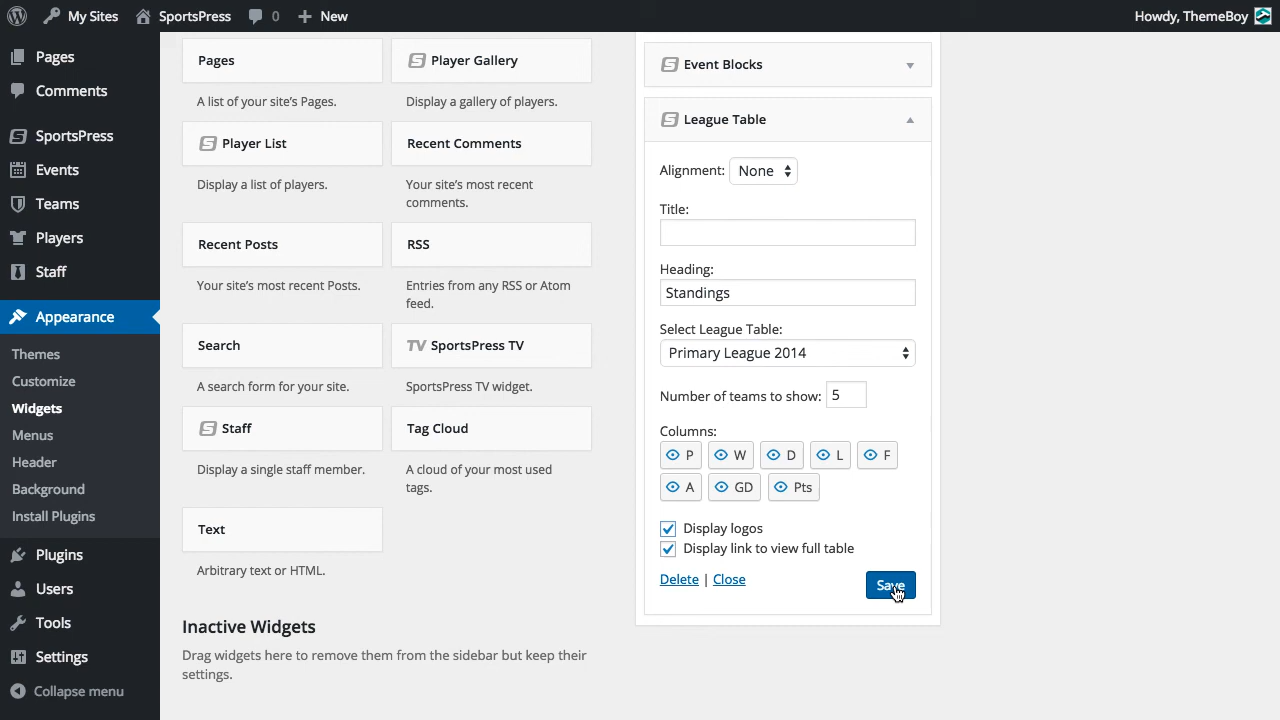 My Sites SportsPress 0 New Howdy, ThemeBoy
Pages
Comments
SportsPress
Events
Teams
Players
Staff
Appearance
Themes
Customize
Widgets
Menus
Header
Background
Install Plugins
Plugins
Users
Tools
Settings
Collapse menu
Pages
A list of your site's Pages.
Player Gallery
Display a gallery of players.
Player List
Display a list of players.
Recent Comments
Your site's most recent
comments.
Recent Posts
Your site's most recent Posts.
RSS
Entries from any RSS or Atom
feed.
Search
A search form for your site.
TV SportsPress TV
SportsPress TV widget.
Staff
Display a single staff member.
Tag Cloud
A cloud of your most used
tags.
Text
Arbitrary text or HTML.
Inactive Widgets
Drag widgets here to remove them from the sidebar but keep their
settings.
Event Blocks
League Table
Alignment: None
Title:
Heading:
Standings
Select League Table:
Primary League 2014
Number of teams to show: 5
Columns:
P W D L F
A GD Pts
Display logos
Display link to view full table
Delete | Close Save